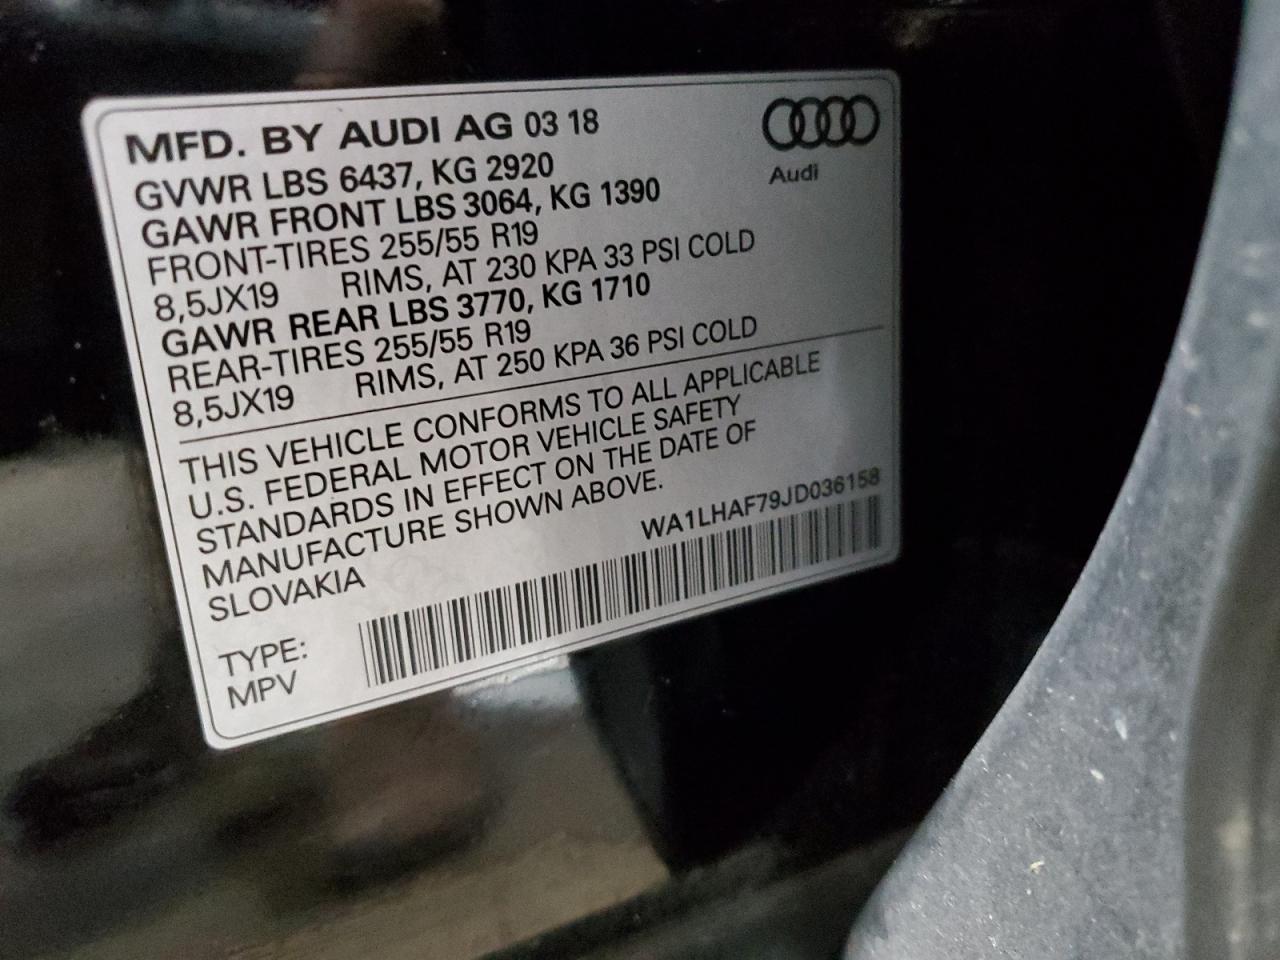 MFD. BY AUDI AG 03 18
Audi
GVWR LBS 6437, KG 2920
GAWR FRONT LBS 3064, KG 1390
FRONT-TIRES 255/55 R19
8,5JX19 RIMS, AT 230 KPA 33 PSI COLD
GAWR REAR LBS 3770, KG 1710
REAR-TIRES 255/55 R19
8,5JX19 RIMS, AT 250 KPA 36 PSI COLD
THIS VEHICLE CONFORMS TO ALL APPLICABLE
U.S. FEDERAL MOTOR VEHICLE SAFETY
STANDARDS IN EFFECT ON THE DATE OF
MANUFACTURE SHOWN ABOVE.
SLOVAKIA
WA1LHAF79JD036158
TYPE:
MPV